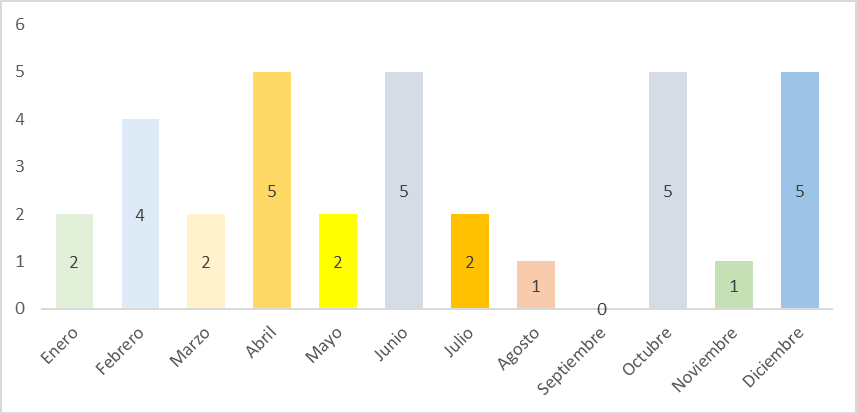 6
5
4
3
2
1
0
2
4
2
5
2
5
2
1
0
5
1
5
Enero
Febrero
Marzo
Abril
Mayo
Junio
Julio
Agosto
Septiembre
Octubre
Noviembre
Diciembre